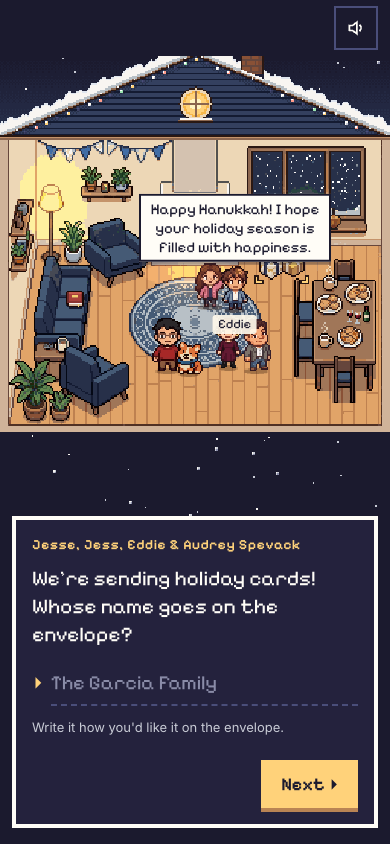 Happy Hanukkah! I hope
your holiday season is
filled with happiness.
Eddie
Jesse, Jess, Eddie & Audrey Spevack
We're sending holiday cards!
Whose name goes on the
envelope?
The Garcia Family
Write it how you'd like it on the envelope.
Next